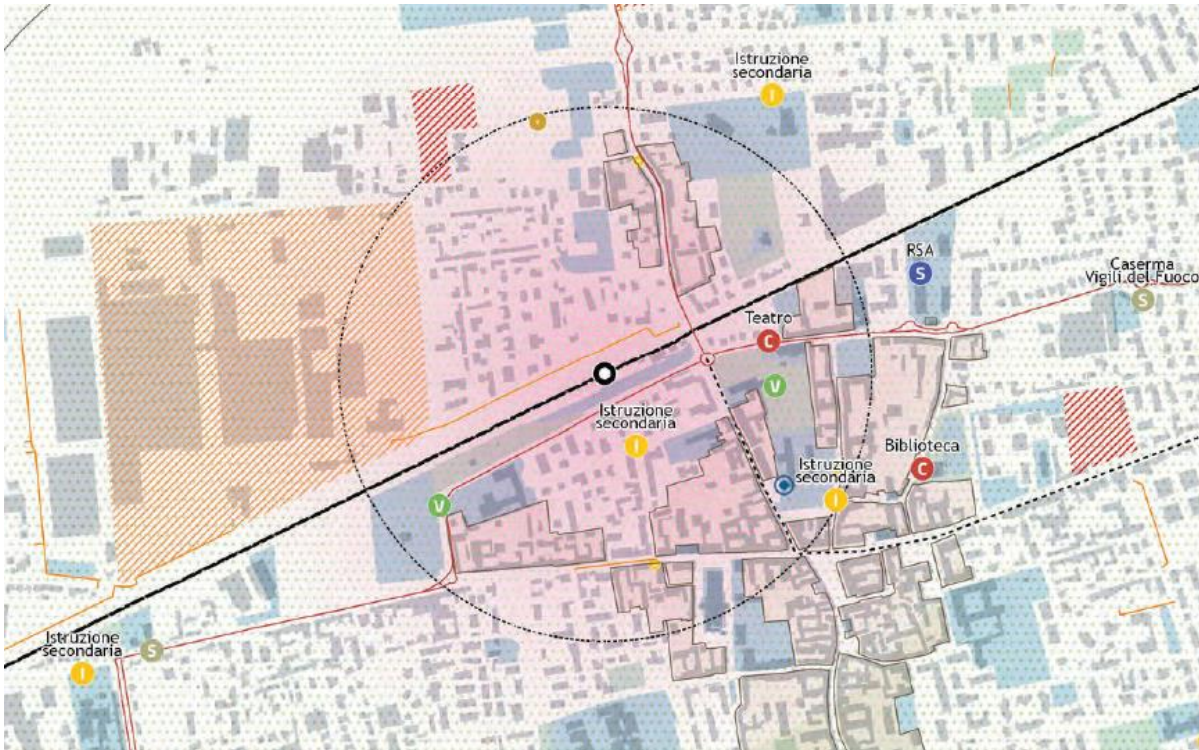 Istruzione
secondaria
I
RSA
S
Caserma
Vigili del Fuoco
S
Teatro
C
V
Istruzione
secondaria
I
Biblioteca
C
Istruzione
secondaria
I
V
Istruzione
secondaria
I
S